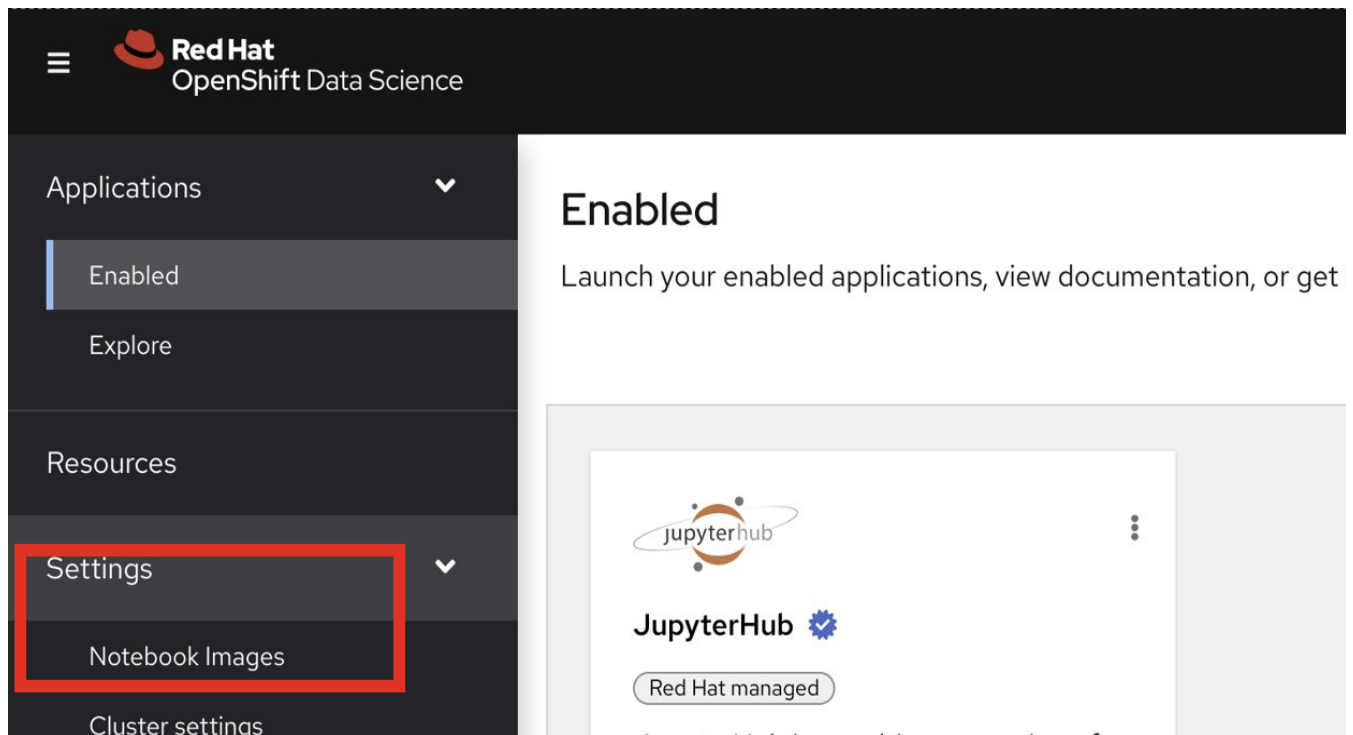 Red Hat
OpenShift Data Science
Applications
Enabled
Explore
Resources
Settings
Notebook Images
Cluster settings
Enabled
Launch your enabled applications, view documentation, or get
jupyterhub
JupyterHub
Red Hat managed